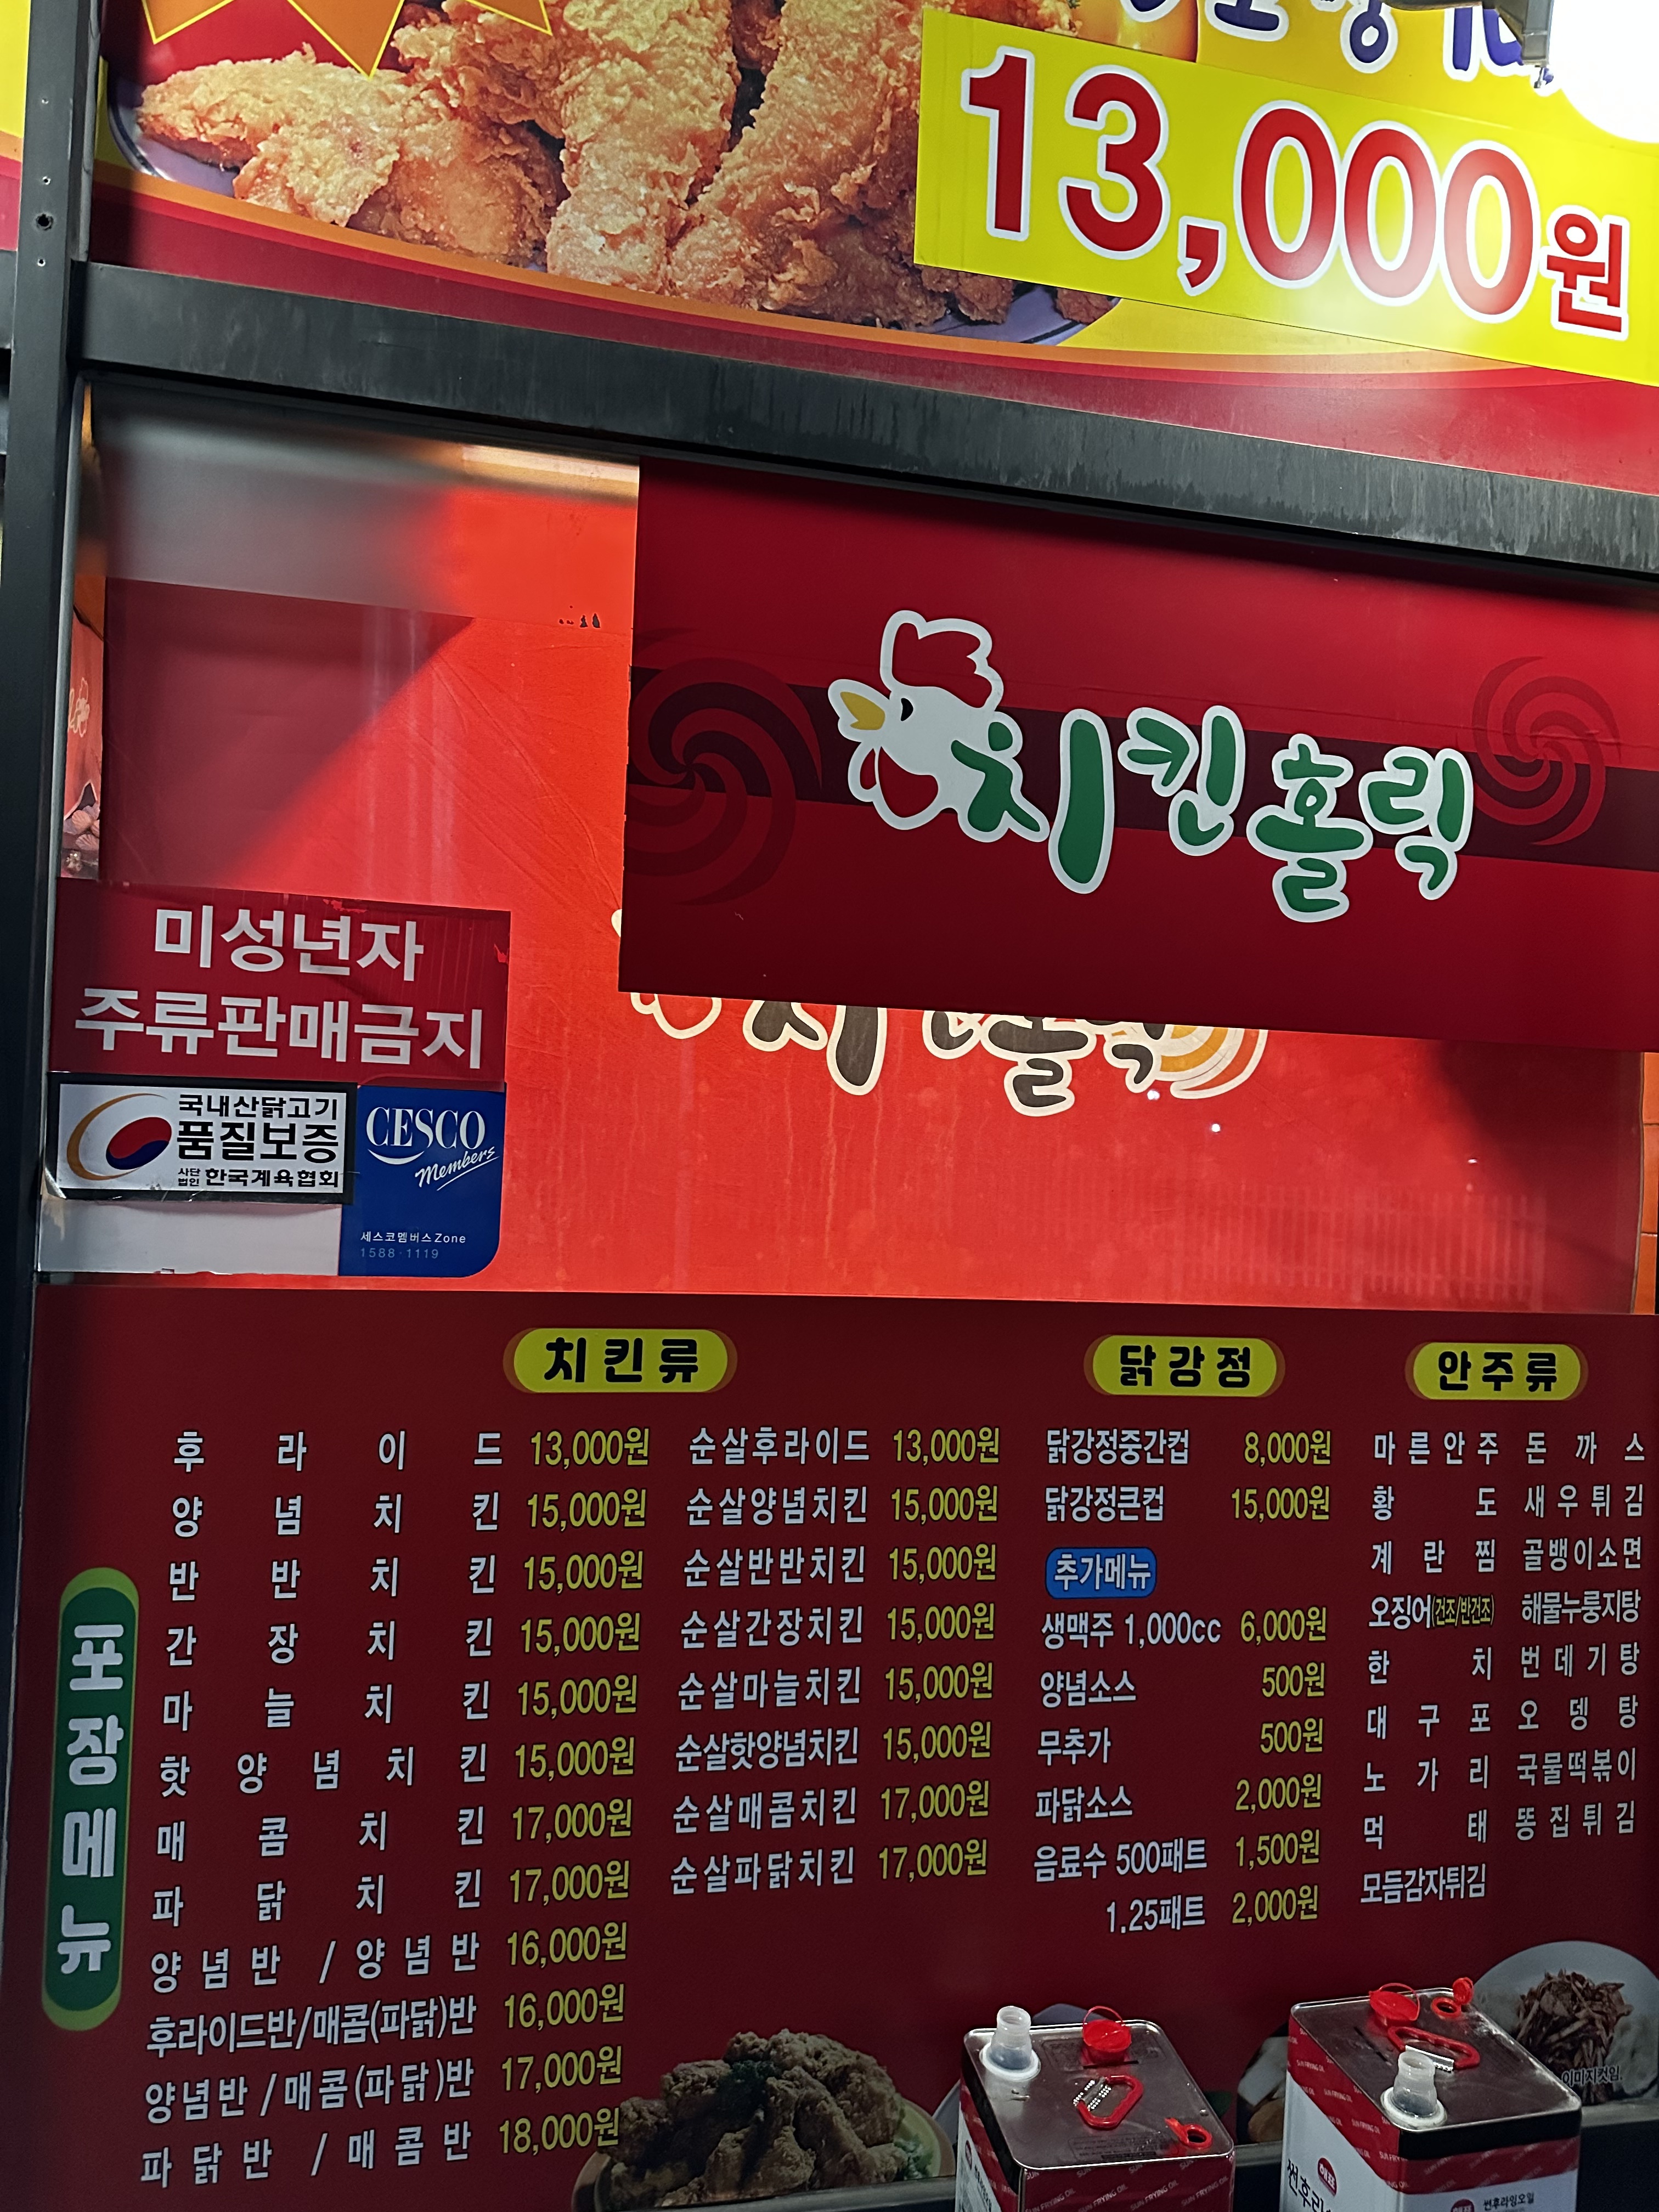 13,000원
치킨홀릭
미성년자
주류판매금지
국내산닭고기
품질보증
사단법인 한국계육협회
CESCO
Members
세스코멤버스Zone
1588·1119
포장메뉴
치킨류
후라이드 13,000원
양념치킨 15,000원
반반치킨 15,000원
간장치킨 15,000원
마늘치킨 15,000원
핫양념치킨 15,000원
매콤치킨 17,000원
파닭치킨 17,000원
양념반/양념반 16,000원
후라이드반/매콤(파닭)반 16,000원
양념반/매콤(파닭)반 17,000원
파닭반/매콤반 18,000원
순살후라이드 13,000원
순살양념치킨 15,000원
순살반반치킨 15,000원
순살간장치킨 15,000원
순살마늘치킨 15,000원
순살핫양념치킨 15,000원
순살매콤치킨 17,000원
순살파닭치킨 17,000원
닭강정
닭강정중간컵 8,000원
닭강정큰컵 15,000원
추가메뉴
생맥주 1,000cc 6,000원
양념소스 500원
무추가 500원
파닭소스 2,000원
음료수 500패트 1,500원
1.25패트 2,000원
안주류
마른안주 돈까스
황도 새우튀김
계란찜 골뱅이소면
오징어(건조/반건조) 해물누룽지탕
한치 번데기탕
대구포 오뎅탕
노가리 국물떡볶이
먹태 똥집튀김
모듬감자튀김
이미지컷임.
SUN FRYING OIL
해표
썬후라잉오일